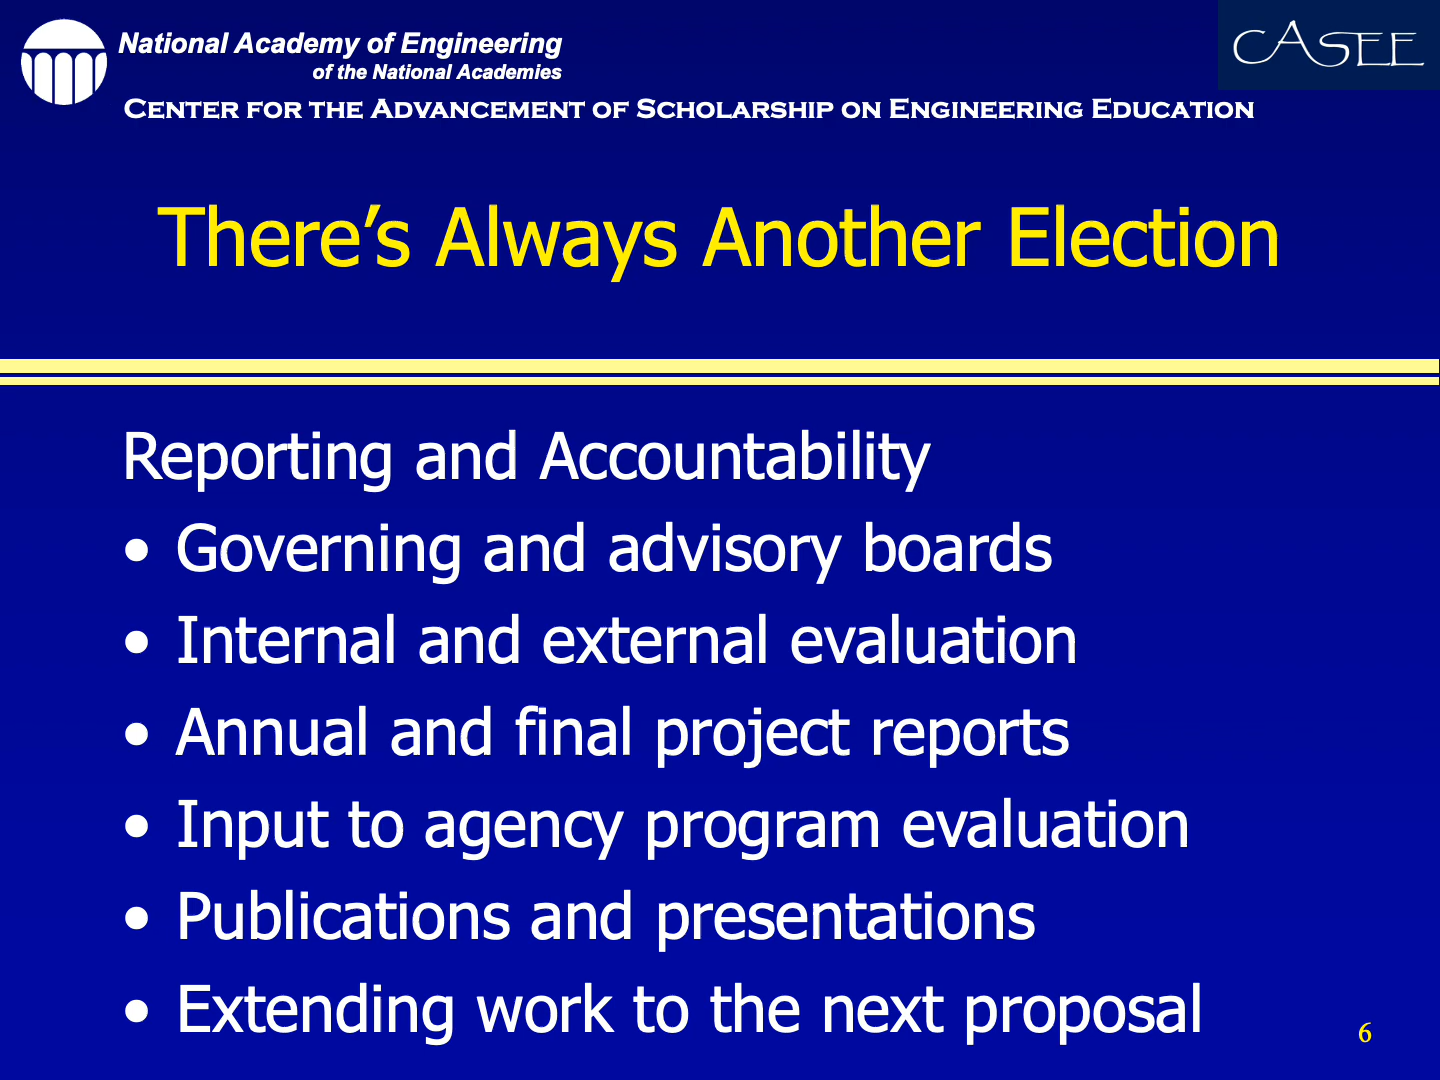 National Academy of Engineering
of the National Academies
CASEE
Center for the Advancement of Scholarship on Engineering Education
There’s Always Another Election
Reporting and Accountability
• Governing and advisory boards
• Internal and external evaluation
• Annual and final project reports
• Input to agency program evaluation
• Publications and presentations
• Extending work to the next proposal
6